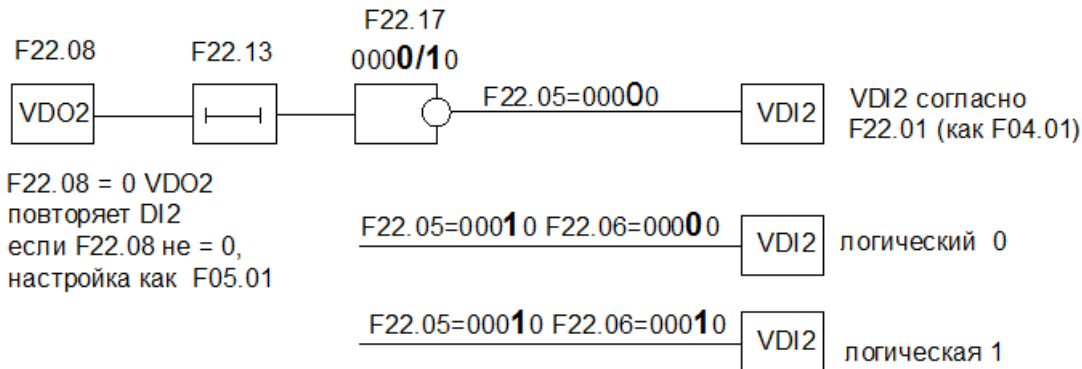 F22.17
F22.08
F22.13
0000/10
VDO2
F22.05=00000
VDI2
VDI2 согласно
F22.01 (как F04.01)
F22.08 = 0 VDO2
повторяет DI2
если F22.08 не = 0,
настройка как F05.01
F22.05=00010 F22.06=00000
VDI2
логический 0
F22.05=00010 F22.06=00010
VDI2
логическая 1